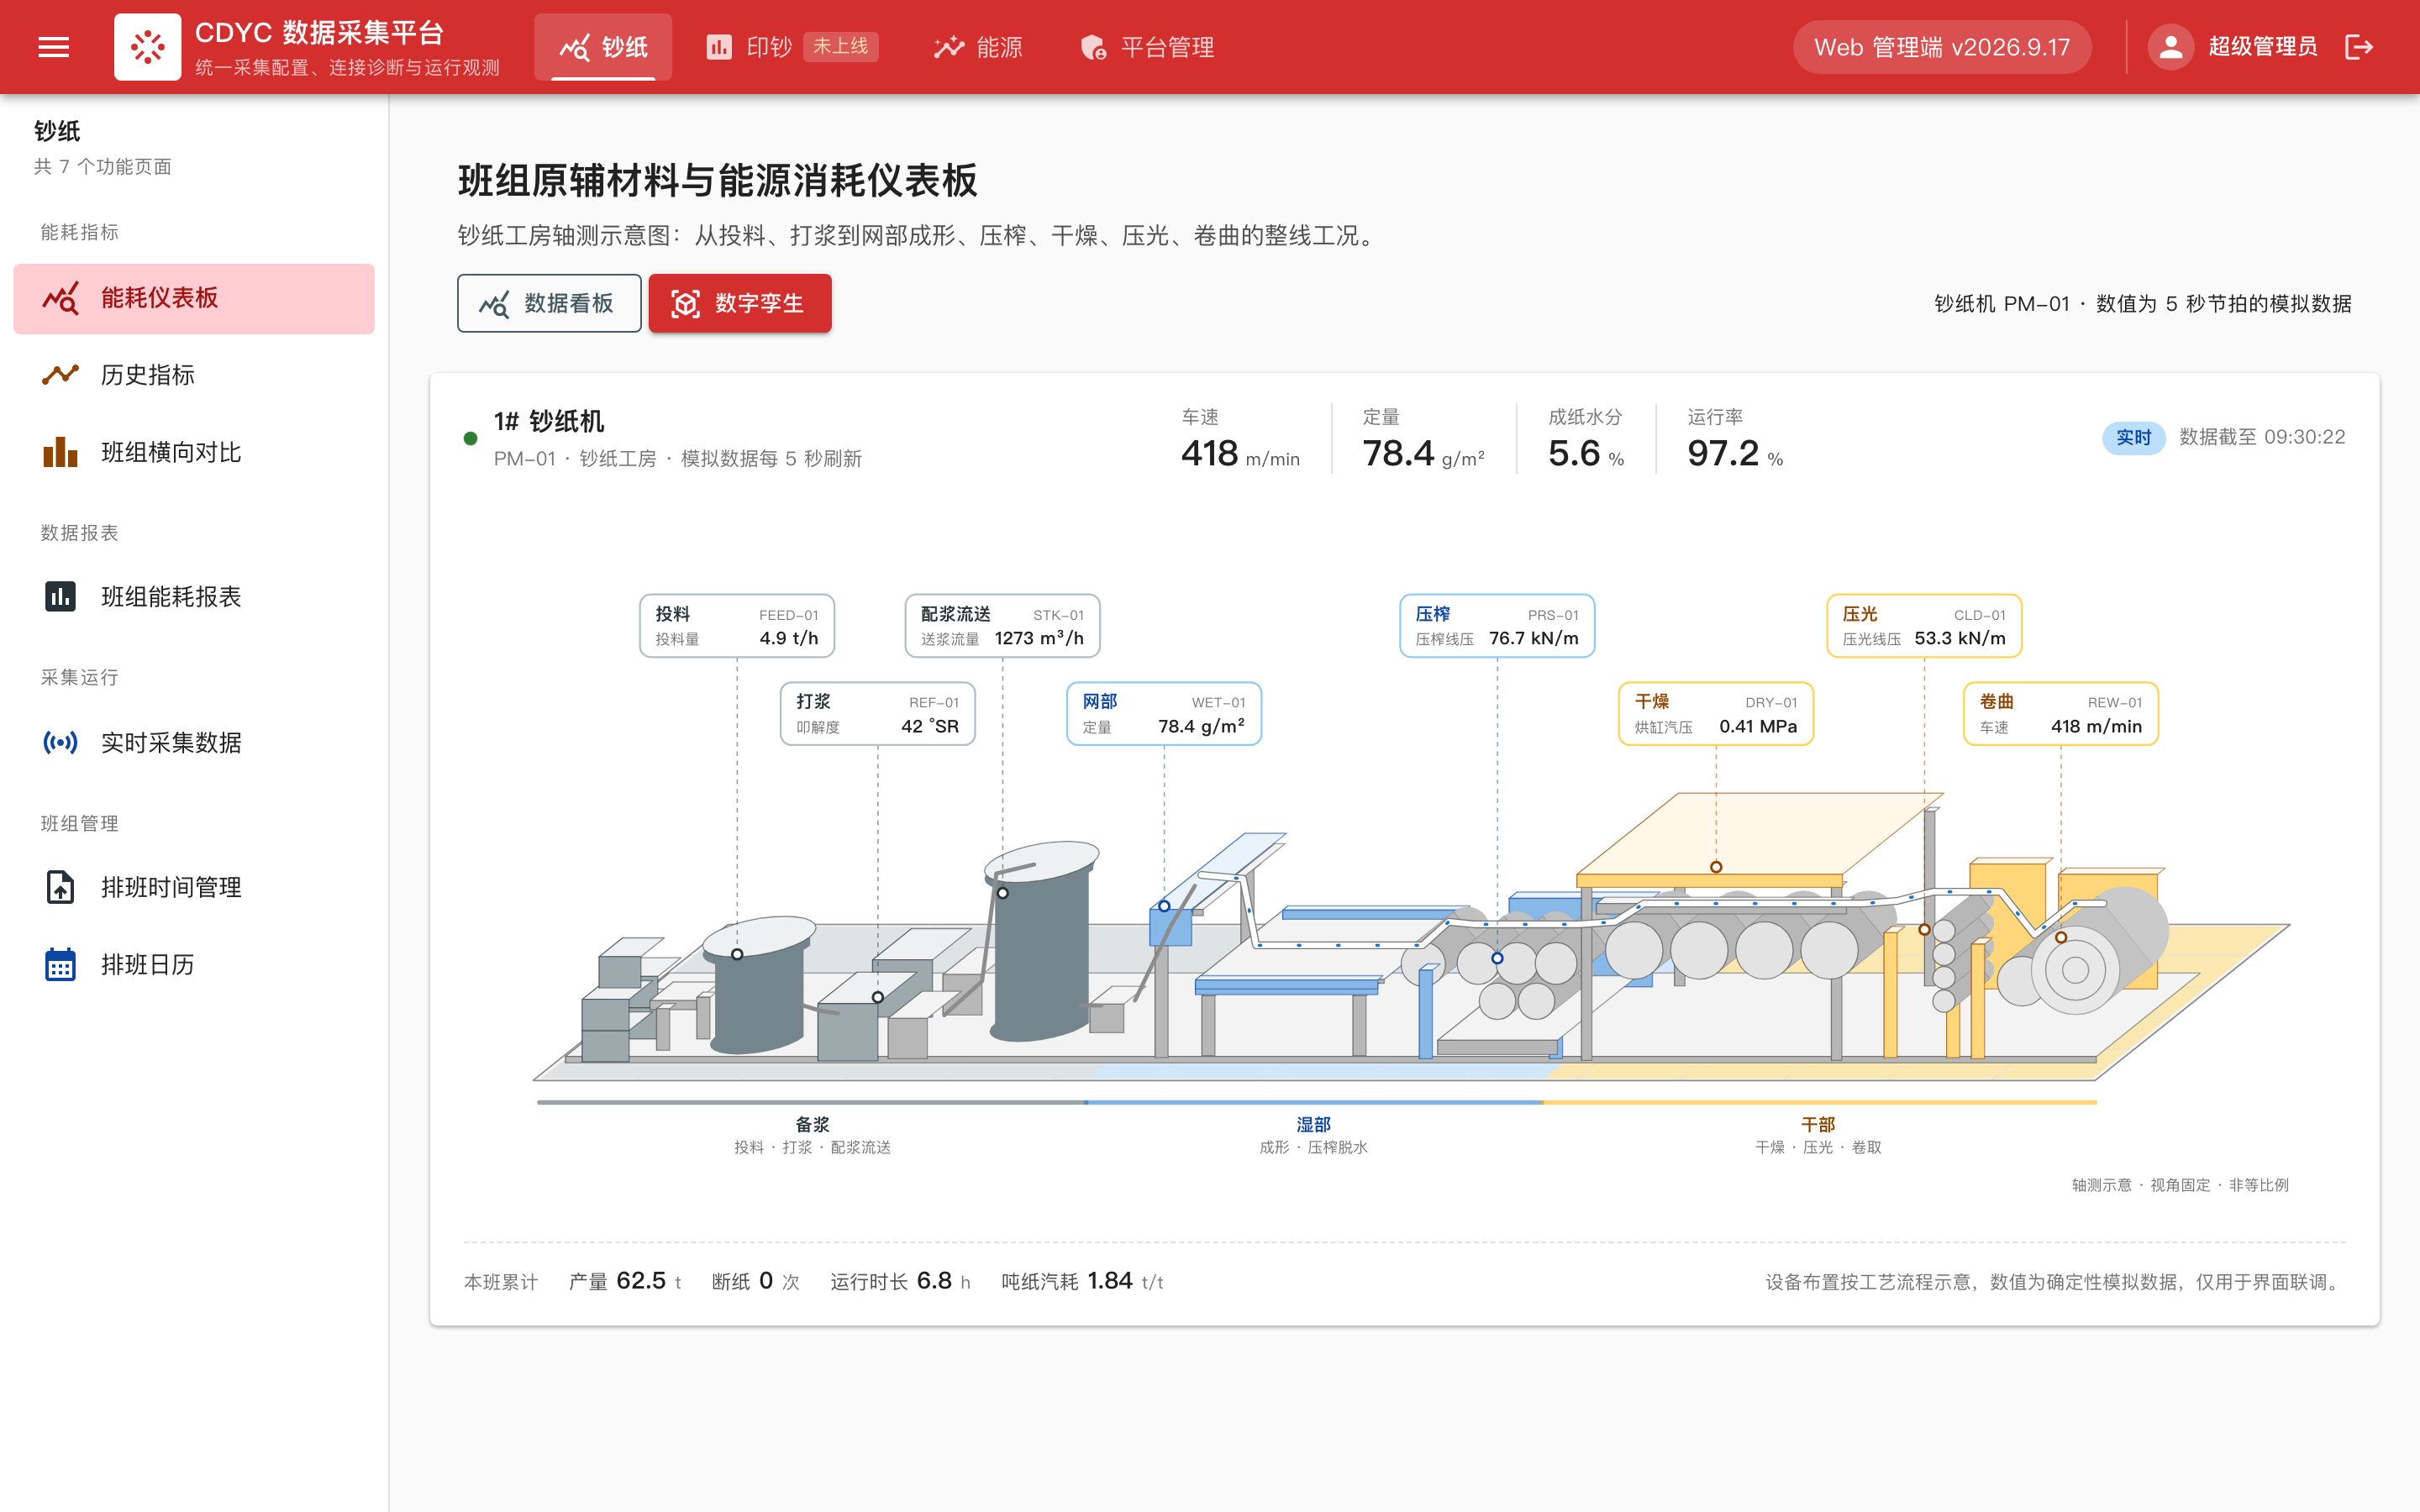 CDYC 数据采集平台
统一采集配置、连接诊断与运行观测
钞纸
印钞 未上线
能源
平台管理
Web 管理端 v2026.9.17
超级管理员
钞纸
共 7 个功能页面
能耗指标
能耗仪表板
历史指标
班组横向对比
数据报表
班组能耗报表
采集运行
实时采集数据
班组管理
排班时间管理
排班日历
班组原辅材料与能源消耗仪表板
钞纸工房轴测示意图：从投料、打浆到网部成形、压榨、干燥、压光、卷曲的整线工况。
数据看板
数字孪生
钞纸机 PM-01 · 数值为 5 秒节拍的模拟数据
1# 钞纸机
PM-01 · 钞纸工房 · 模拟数据每 5 秒刷新
车速
418 m/min
定量
78.4 g/m²
成纸水分
5.6 %
运行率
97.2 %
实时 数据截至 09:30:22
投料 FEED-01
投料量 4.9 t/h
配浆流送 STK-01
送浆流量 1273 m³/h
压榨 PRS-01
压榨线压 76.7 kN/m
压光 CLD-01
压光线压 53.3 kN/m
打浆 REF-01
叩解度 42 °SR
网部 WET-01
定量 78.4 g/m²
干燥 DRY-01
烘缸汽压 0.41 MPa
卷曲 REW-01
车速 418 m/min
备浆
投料 · 打浆 · 配浆流送
湿部
成形 · 压榨脱水
干部
干燥 · 压光 · 卷取
轴测示意 · 视角固定 · 非等比例
本班累计 产量 62.5 t 断纸 0 次 运行时长 6.8 h 吨纸汽耗 1.84 t/t
设备布置按工艺流程示意，数值为确定性模拟数据，仅用于界面联调。